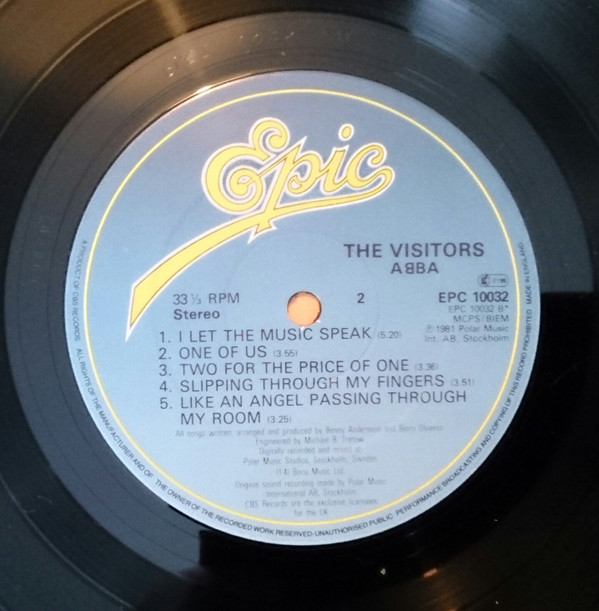 Epic
THE VISITORS
ABBA
33⅓ RPM
Stereo
2
EPC 10032
EPC 10032 B*
MCPS/BIEM
℗ 1981 Polar Music
Int. AB, Stockholm
1. I LET THE MUSIC SPEAK (5.20)
2. ONE OF US (3.55)
3. TWO FOR THE PRICE OF ONE (3.36)
4. SLIPPING THROUGH MY FINGERS (3.51)
5. LIKE AN ANGEL PASSING THROUGH
MY ROOM (3.25)
All songs written, arranged and produced by Benny Andersson and Bjorn Ulvaeus
Engineered by Michael B. Tretow
Digitally recorded and mixed at
Polar Music Studios, Stockholm, Sweden
Bocu Music Ltd.
Original sound recording made by Polar Music
International AB, Stockholm
CBS Records are the exclusive licensees
for the UK
A PRODUCT OF CBS RECORDS ALL RIGHTS OF THE MANUFACTURER AND OF THE OWNER OF THE RECORDED WORK RESERVED·UNAUTHORISED PUBLIC PERFORMANCE BROADCASTING AND COPYING OF THIS RECORD PROHIBITED MADE IN ENGLAND